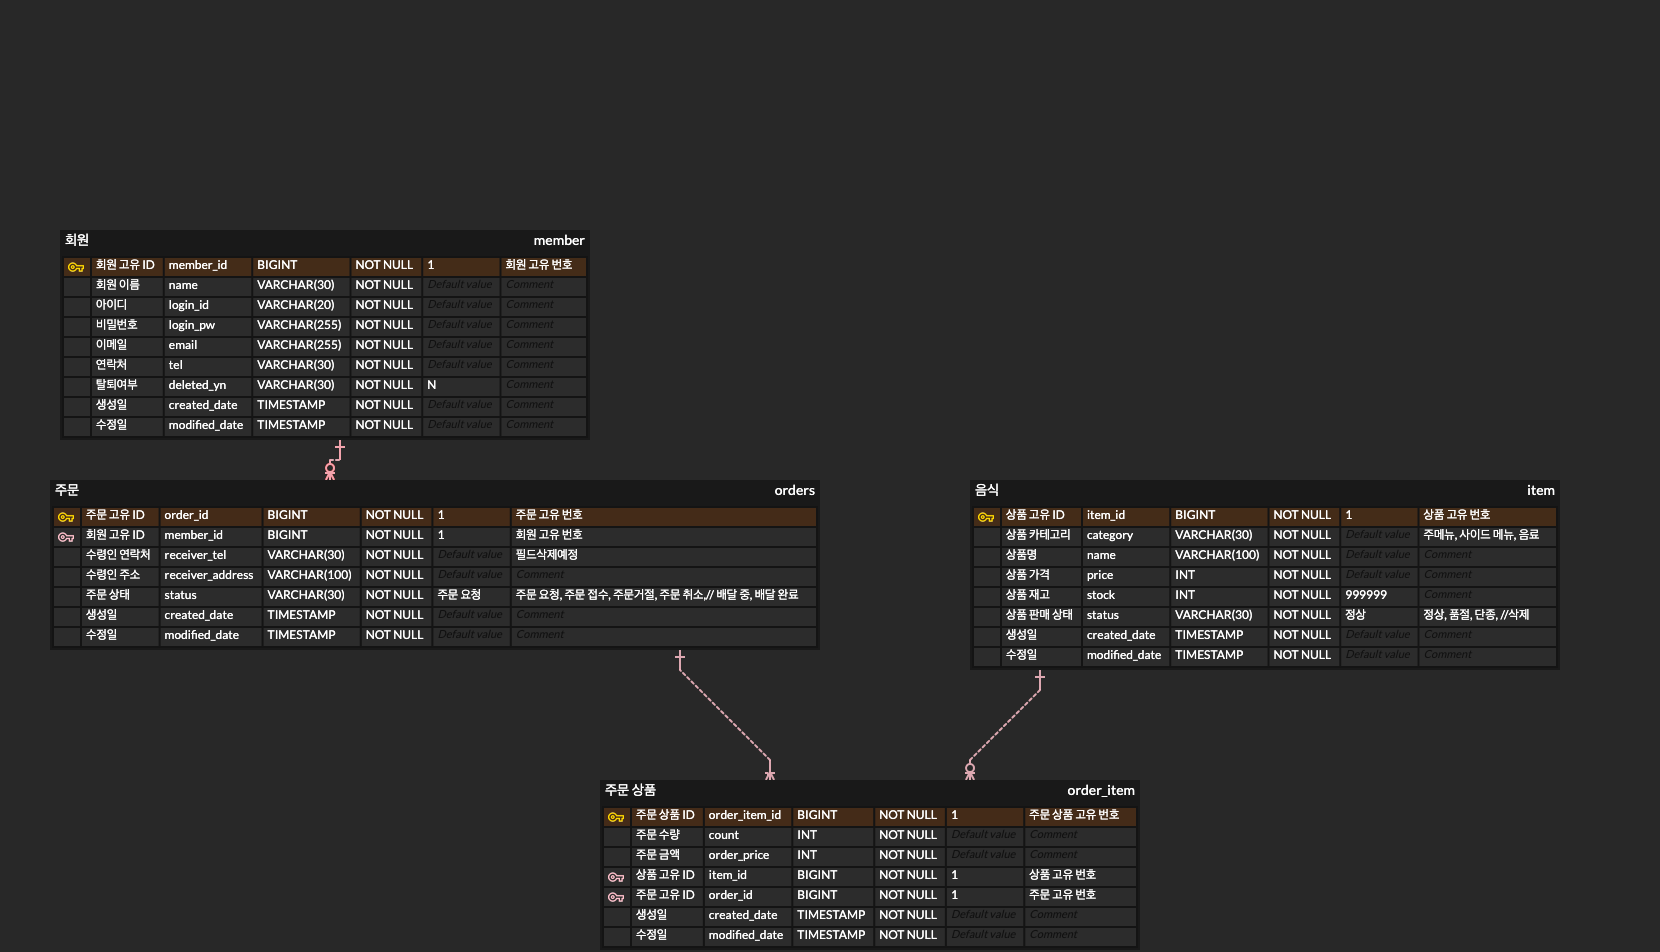 회원 member
회원 고유 ID member_id BIGINT NOT NULL 1 회원 고유 번호
회원 이름 name VARCHAR(30) NOT NULL Default value Comment
아이디 login_id VARCHAR(20) NOT NULL Default value Comment
비밀번호 login_pw VARCHAR(255) NOT NULL Default value Comment
이메일 email VARCHAR(255) NOT NULL Default value Comment
연락처 tel VARCHAR(30) NOT NULL Default value Comment
탈퇴여부 deleted_yn VARCHAR(30) NOT NULL N Comment
생성일 created_date TIMESTAMP NOT NULL Default value Comment
수정일 modified_date TIMESTAMP NOT NULL Default value Comment
주문 orders
주문 고유 ID order_id BIGINT NOT NULL 1 주문 고유 번호
회원 고유 ID member_id BIGINT NOT NULL 1 회원 고유 번호
수령인 연락처 receiver_tel VARCHAR(30) NOT NULL Default value 필드삭제예정
수령인 주소 receiver_address VARCHAR(100) NOT NULL Default value Comment
주문 상태 status VARCHAR(30) NOT NULL 주문 요청 주문 요청, 주문 접수, 주문거절, 주문 취소,// 배달 중, 배달 완료
생성일 created_date TIMESTAMP NOT NULL Default value Comment
수정일 modified_date TIMESTAMP NOT NULL Default value Comment
음식 item
상품 고유 ID item_id BIGINT NOT NULL 1 상품 고유 번호
상품 카테고리 category VARCHAR(30) NOT NULL Default value 주메뉴, 사이드 메뉴, 음료
상품명 name VARCHAR(100) NOT NULL Default value Comment
상품 가격 price INT NOT NULL Default value Comment
상품 재고 stock INT NOT NULL 999999 Comment
상품 판매 상태 status VARCHAR(30) NOT NULL 정상 정상, 품절, 단종, //삭제
생성일 created_date TIMESTAMP NOT NULL Default value Comment
수정일 modified_date TIMESTAMP NOT NULL Default value Comment
주문 상품 order_item
주문 상품 ID order_item_id BIGINT NOT NULL 1 주문 상품 고유 번호
주문 수량 count INT NOT NULL Default value Comment
주문 금액 order_price INT NOT NULL Default value Comment
상품 고유 ID item_id BIGINT NOT NULL 1 상품 고유 번호
주문 고유 ID order_id BIGINT NOT NULL 1 주문 고유 번호
생성일 created_date TIMESTAMP NOT NULL Default value Comment
수정일 modified_date TIMESTAMP NOT NULL Default value Comment